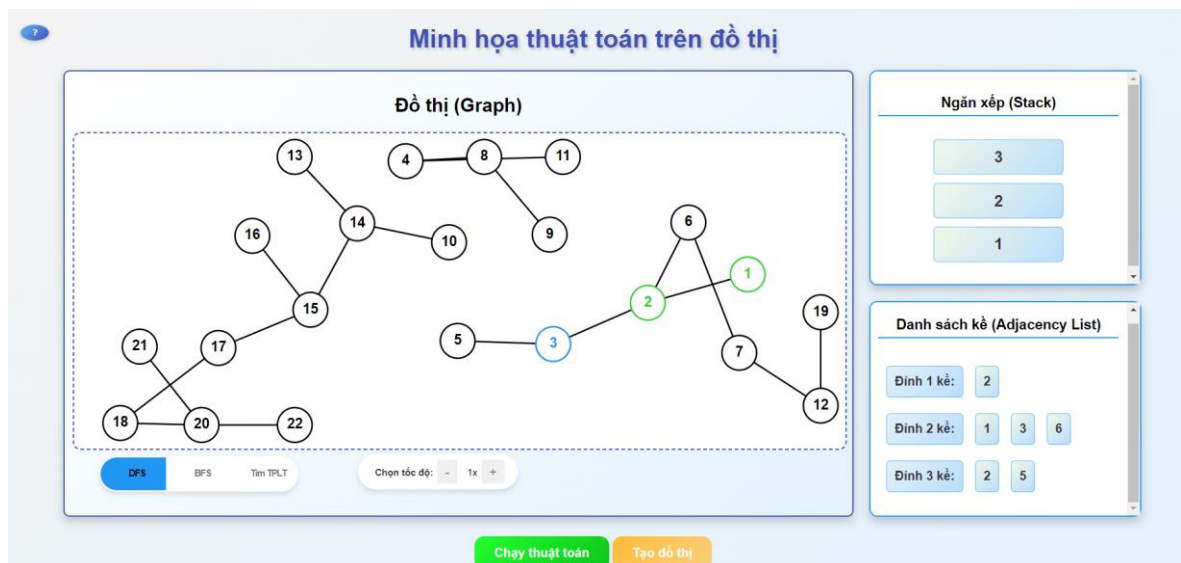 ?
Minh họa thuật toán trên đồ thị
Đồ thị (Graph)
13
4
8
11
14
16
10
9
6
1
2
15
19
21
17
5
3
7
18
20
22
12
DFS BFS Tìm TPLT
Chọn tốc độ: - 1x +
Ngăn xếp (Stack)
3
2
1
Danh sách kề (Adjacency List)
Đỉnh 1 kề: 2
Đỉnh 2 kề: 1 3 6
Đỉnh 3 kề: 2 5
Chạy thuật toán Tạo đồ thị